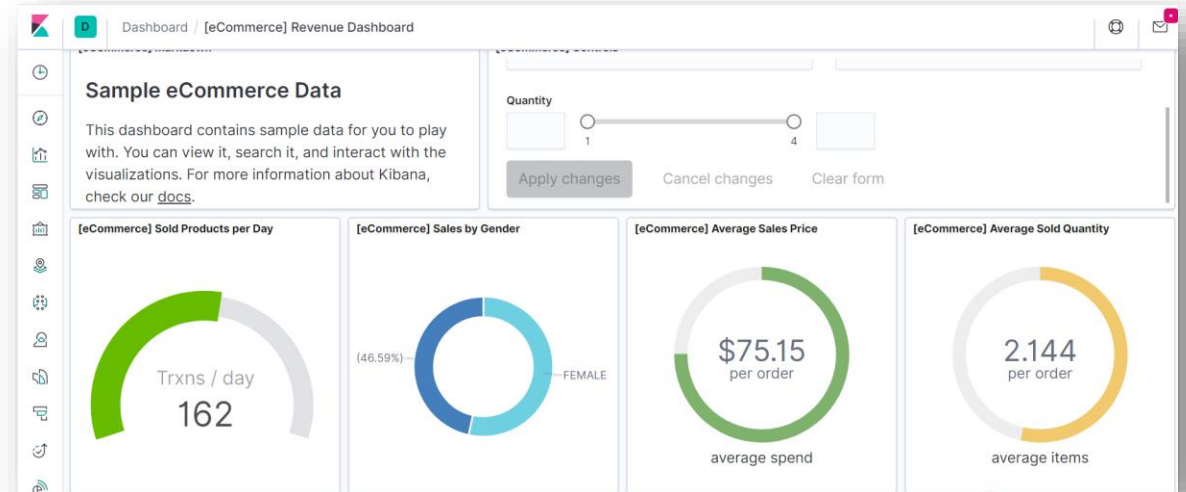 D
Dashboard / [eCommerce] Revenue Dashboard
[eCommerce] Markdown
[eCommerce] Controls
Sample eCommerce Data
This dashboard contains sample data for you to play
with. You can view it, search it, and interact with the
visualizations. For more information about Kibana,
check our docs.
Quantity
1
4
Apply changes
Cancel changes
Clear form
[eCommerce] Sold Products per Day
Trxns / day
162
[eCommerce] Sales by Gender
(46.59%)
FEMALE
[eCommerce] Average Sales Price
$75.15
per order
average spend
[eCommerce] Average Sold Quantity
2.144
per order
average items